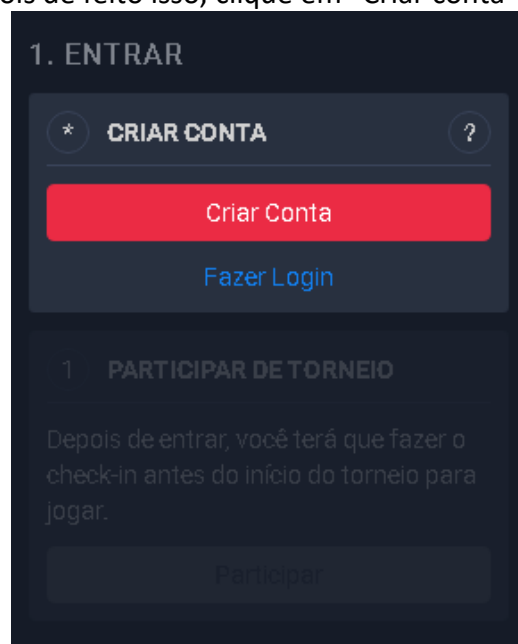 de feito isso, clique em "Criar conta"
1. ENTRAR
* CRIAR CONTA ?
Criar Conta
Fazer Login
1 PARTICIPAR DE TORNEIO
Depois de entrar, você terá que fazer o
check-in antes do início do torneio para
jogar.
Participar